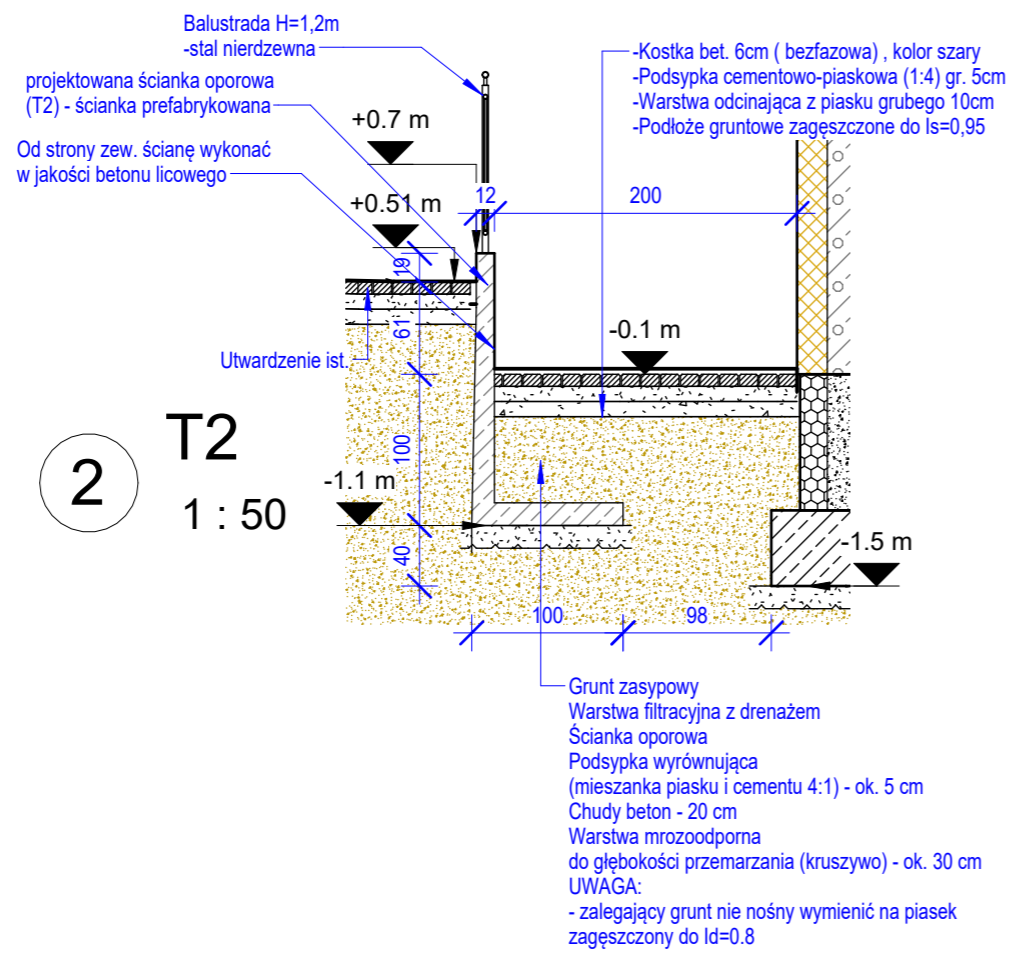 Balustrada H=1,2m
-stal nierdzewna
projektowana ścianka oporowa
(T2) - ścianka prefabrykowana
Od strony zew. ścianę wykonać
w jakości betonu licowego
-Kostka bet. 6cm ( bezfazowa) , kolor szary
-Podsypka cementowo-piaskowa (1:4) gr. 5cm
-Warstwa odcinająca z piasku grubego 10cm
-Podłoże gruntowe zagęszczone do Is=0,95
+0.7 m
+0.51 m
12
200
19
61
-0.1 m
Utwardzenie ist.
2
T2
1 : 50
100
-1.1 m
40
-1.5 m
100
98
Grunt zasypowy
Warstwa filtracyjna z drenażem
Ścianka oporowa
Podsypka wyrównująca
(mieszanka piasku i cementu 4:1) - ok. 5 cm
Chudy beton - 20 cm
Warstwa mrozoodporna
do głębokości przemarzania (kruszywo) - ok. 30 cm
UWAGA:
- zalegający grunt nie nośny wymienić na piasek
zagęszczony do Id=0.8